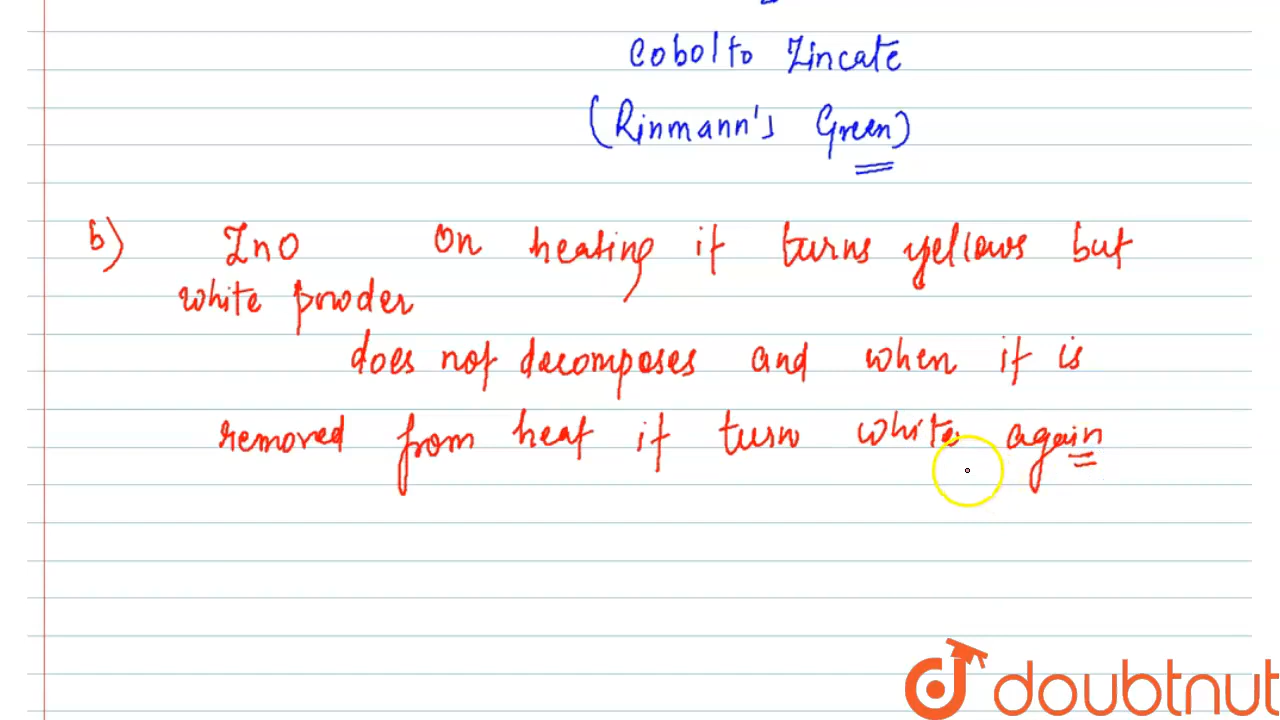 Cobolto Zincate
(Rinmann's Green)
b) ZnO On heating it turns yellows but
white powder
does not decomposes and when it is
removed from heat it turn white again
doubtnut